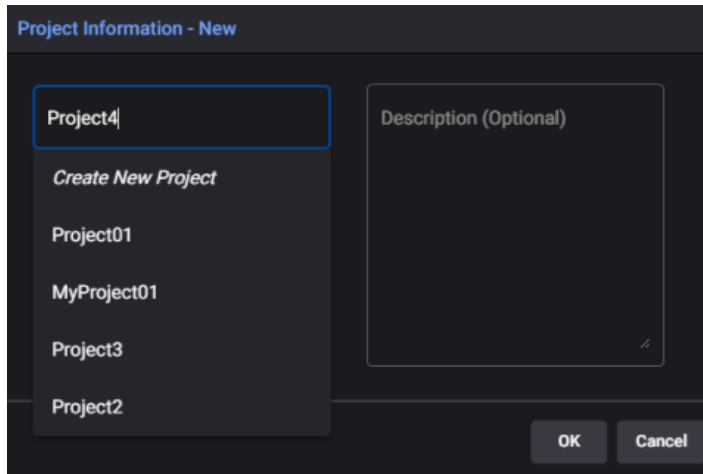 Project Information - New
Project4
Description (Optional)
Create New Project
Project01
MyProject01
Project3
Project2
OK
Cancel